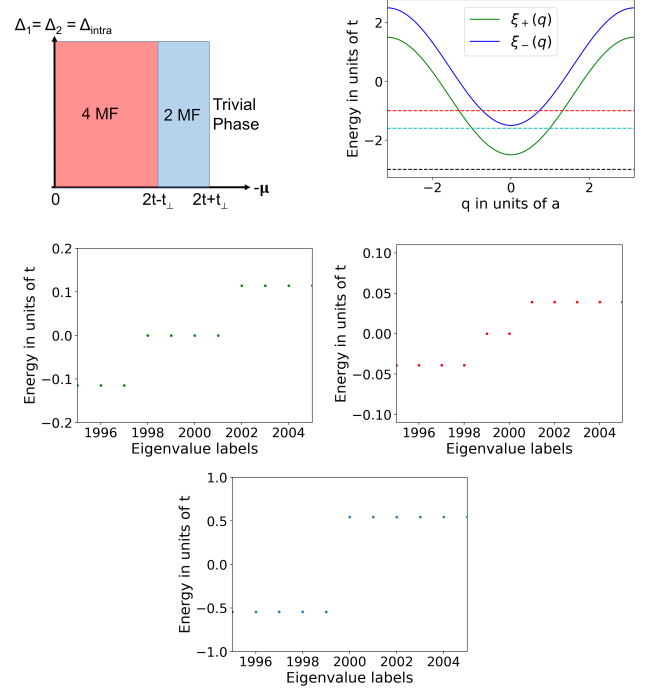 Δ₁= Δ₂ = Δintra
4 MF
2 MF
Trivial
Phase
0
2t-t⊥
2t+t⊥
-μ
Energy in units of t
2
0
−2
ξ₊(q)
ξ₋(q)
−2
0
2
q in units of a
Energy in units of t
0.2
0.1
0.0
−0.1
−0.2
1996
1998
2000
2002
2004
Eigenvalue labels
Energy in units of t
0.10
0.05
0.00
−0.05
−0.10
1996
1998
2000
2002
2004
Eigenvalue labels
Energy in units of t
1.0
0.5
0.0
−0.5
−1.0
1996
1998
2000
2002
2004
Eigenvalue labels